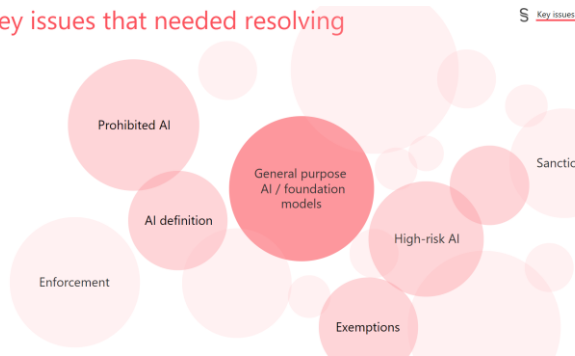 ey issues that needed resolving
§ Key issues
Prohibited AI
General purpose
AI / foundation
models
Sanctio
AI definition
High-risk AI
Enforcement
Exemptions